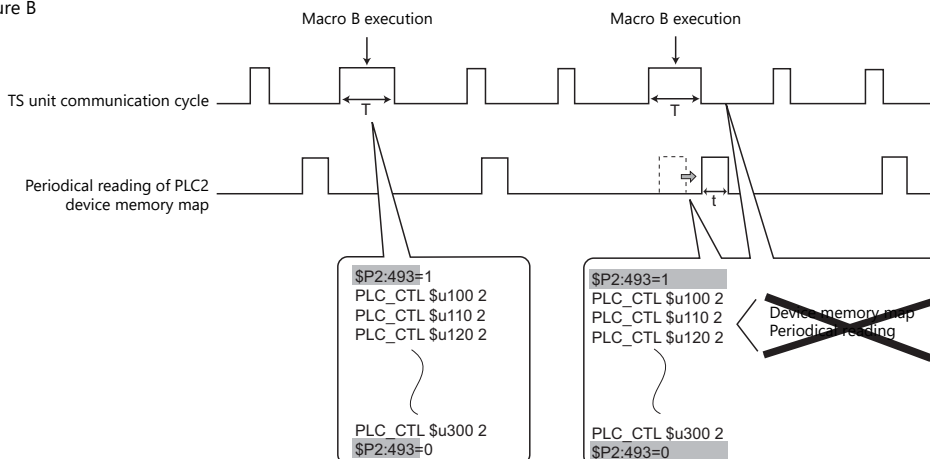 ure B
Macro B execution
Macro B execution
TS unit communication cycle
T
T
Periodical reading of PLC2
device memory map
t
$P2:493=1
PLC_CTL $u100 2
PLC_CTL $u110 2
PLC_CTL $u120 2
PLC_CTL $u300 2
$P2:493=0
$P2:493=1
PLC_CTL $u100 2
PLC_CTL $u110 2
PLC_CTL $u120 2
PLC_CTL $u300 2
$P2:493=0
Device memory map
Periodical reading